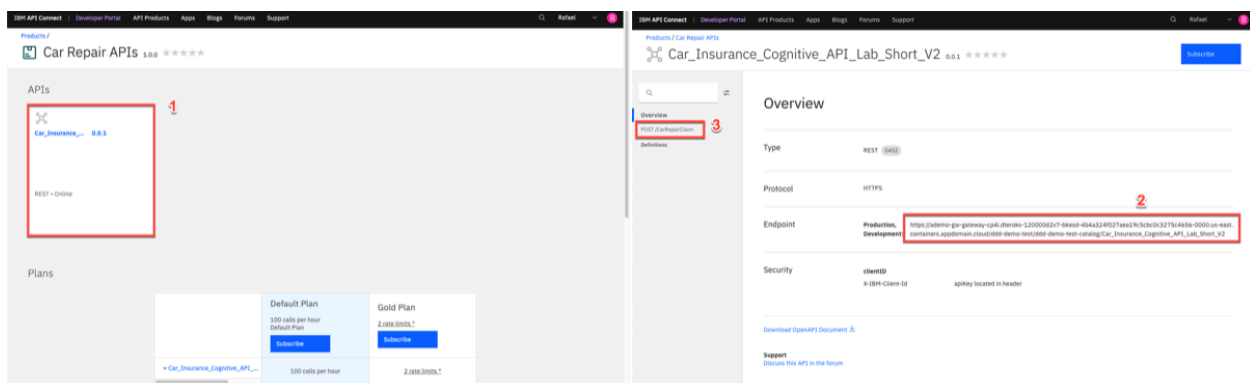 IBM API Connect | Developer Portal API Products Apps Blogs Forums Support Rafael R
Products /
Car Repair APIs 1.0.0 ★★★★★
APIs
1
Car_Insurance_... 0.0.1
REST • Online
Plans
Default Plan
100 calls per hour
Default Plan
Subscribe
Gold Plan
2 rate limits *
Subscribe
Car_Insurance_Cognitive_API_...
100 calls per hour
2 rate limits *
IBM API Connect | Developer Portal API Products Apps Blogs Forums Support Rafael R
Products / Car Repair APIs
Car_Insurance_Cognitive_API_Lab_Short_V2 0.0.1 ★★★★★
Subscribe
Overview
POST /CarRepairClaim
3
Definitions
Overview
Type REST OAS2
Protocol HTTPS
2
Endpoint
Production,
Development:
containers.appdomain.cloud/ddd-demo-test/ddd-demo-test-catalog/Car_Insurance_Cognitive_API_Lab_Short_V2
Security
clientID
X-IBM-Client-Id apiKey located in header
Download OpenAPI Document
Support
Discuss this API in the forum